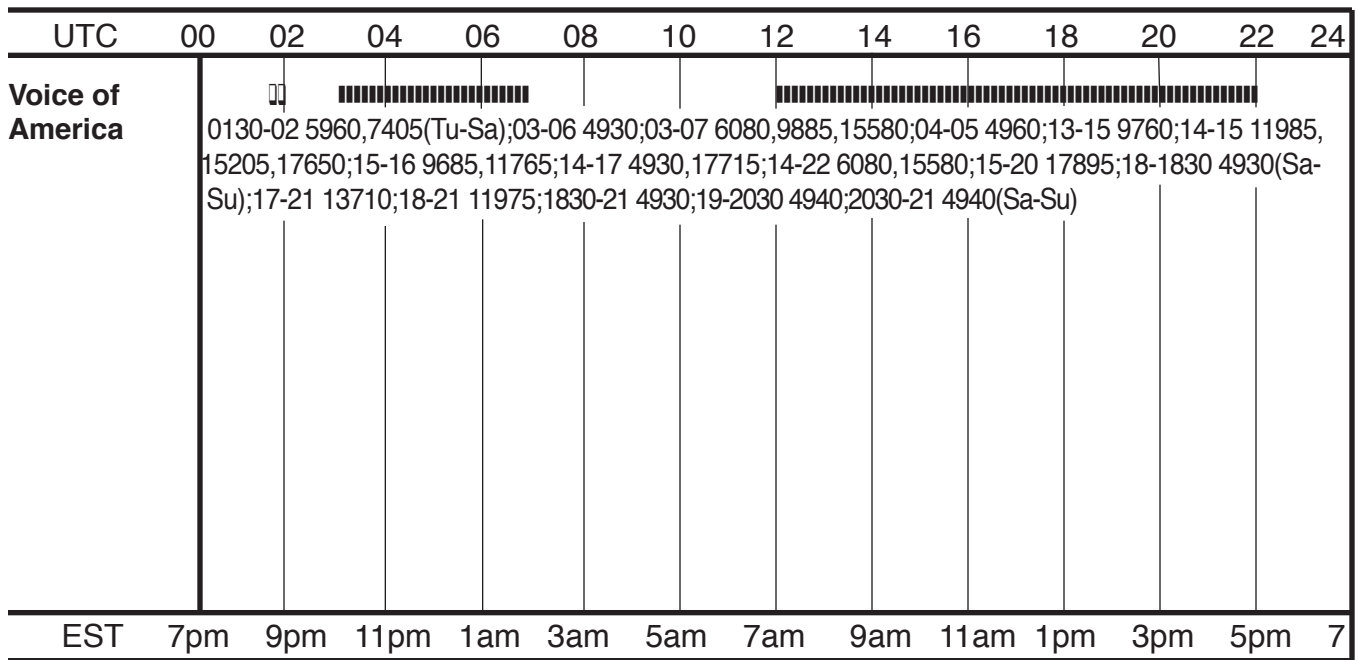 UTC 00 02 04 06 08 10 12 14 16 18 20 22 24
Voice of
America
0130-02 5960,7405(Tu-Sa);03-06 4930;03-07 6080,9885,15580;04-05 4960;13-15 9760;14-15 11985,
15205,17650;15-16 9685,11765;14-17 4930,17715;14-22 6080,15580;15-20 17895;18-1830 4930(Sa-
Su);17-21 13710;18-21 11975;1830-21 4930;19-2030 4940;2030-21 4940(Sa-Su)
EST 7pm 9pm 11pm 1am 3am 5am 7am 9am 11am 1pm 3pm 5pm 7